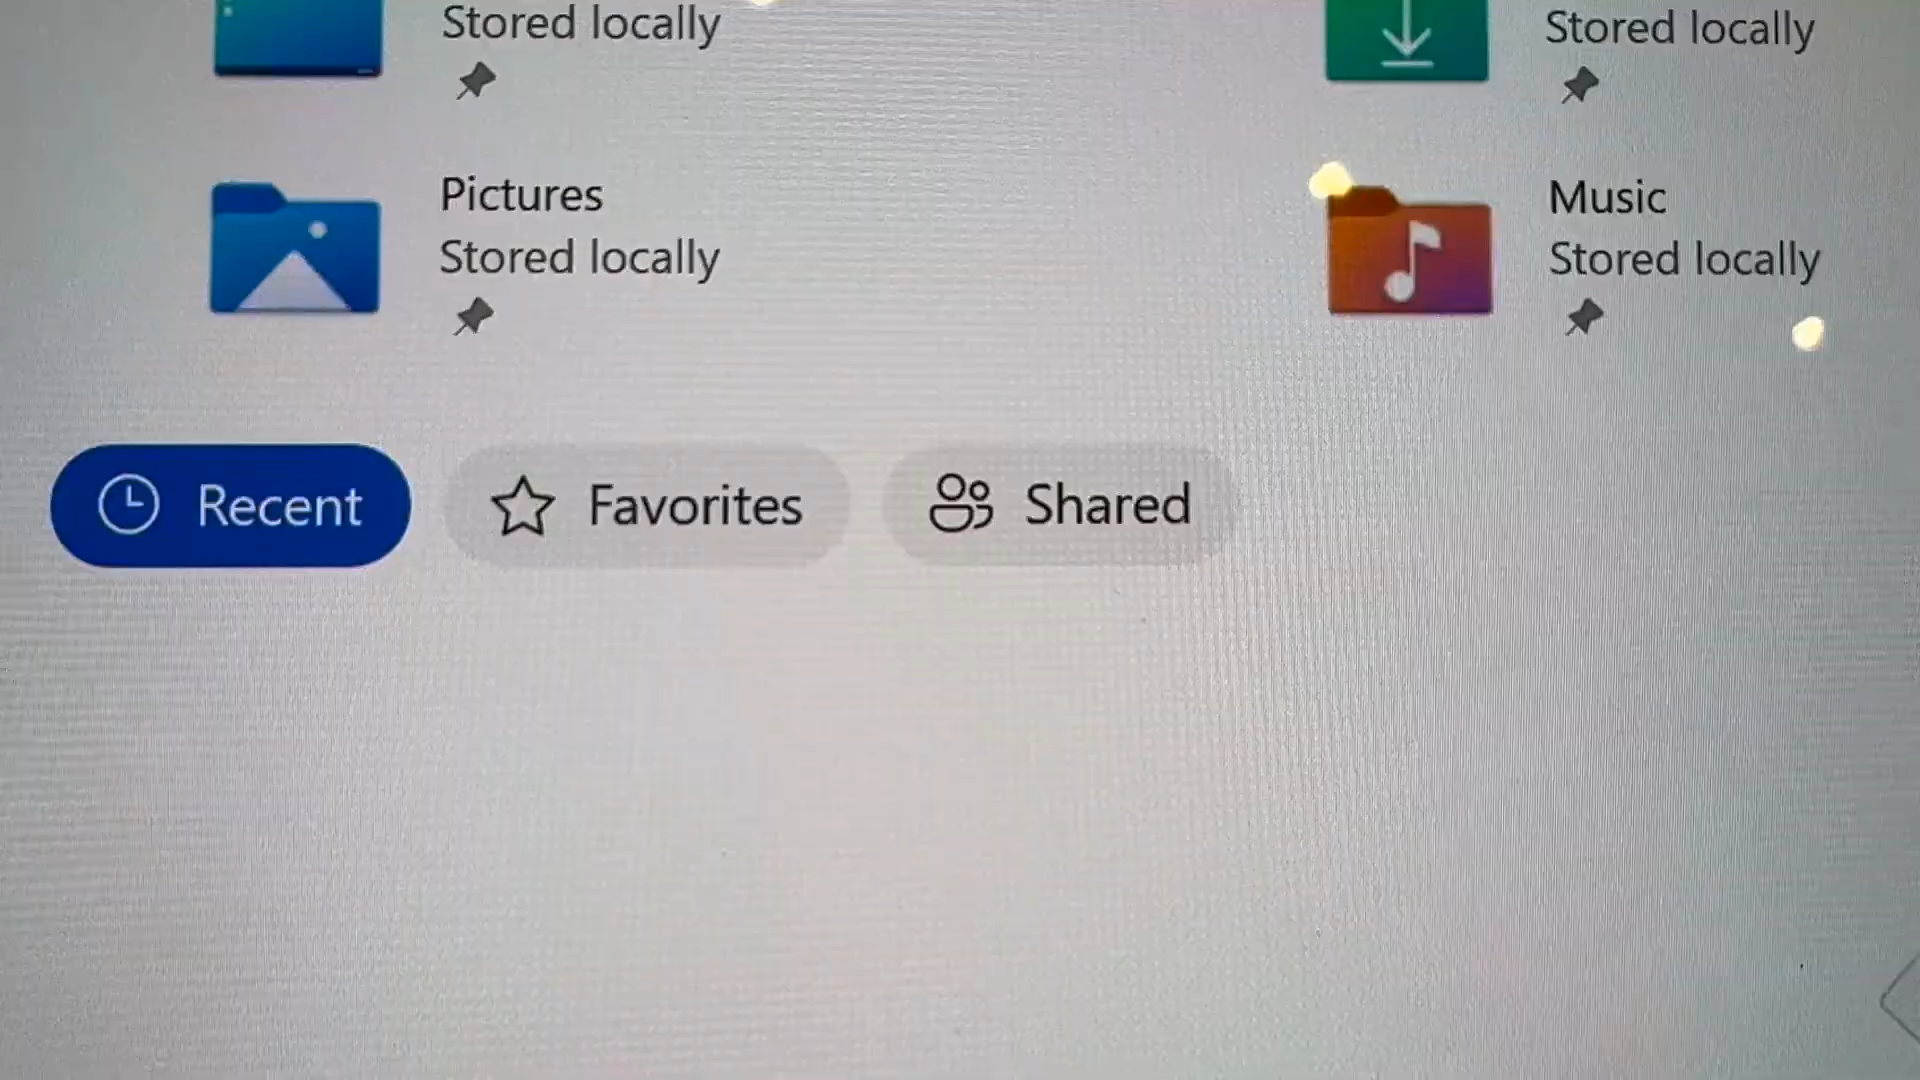 Stored locally
Stored locally
Pictures
Stored locally
Music
Stored locally
Recent
Favorites
Shared